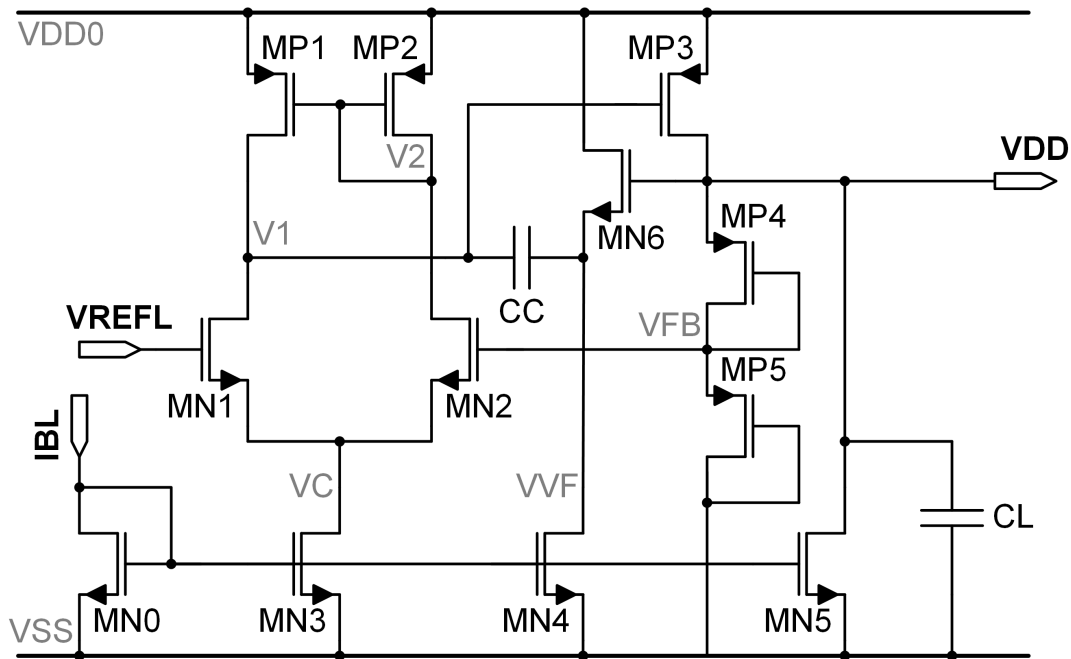 VDD0
MP1
MP2
MP3
V2
VDD
MP4
V1
MN6
CC
VREFL
VFB
MP5
MN1
MN2
IBL
VC
VVF
CL
MN0
MN3
MN4
MN5
VSS